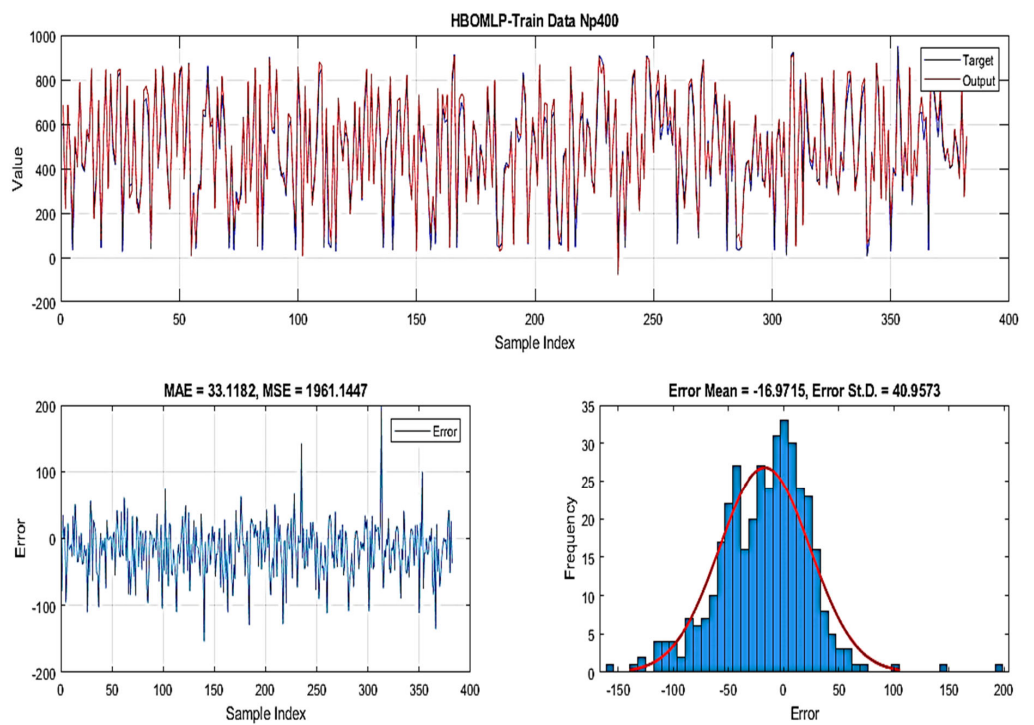 HBOMLP-Train Data Np400
1000
800
600
400
200
0
-200
Value
Target
Output
0 50 100 150 200 250 300 350 400
Sample Index
MAE = 33.1182, MSE = 1961.1447
200
100
0
-100
-200
Error
Error
0 50 100 150 200 250 300 350 400
Sample Index
Error Mean = -16.9715, Error St.D. = 40.9573
35
30
25
20
15
10
5
0
Frequency
-150 -100 -50 0 50 100 150 200
Error